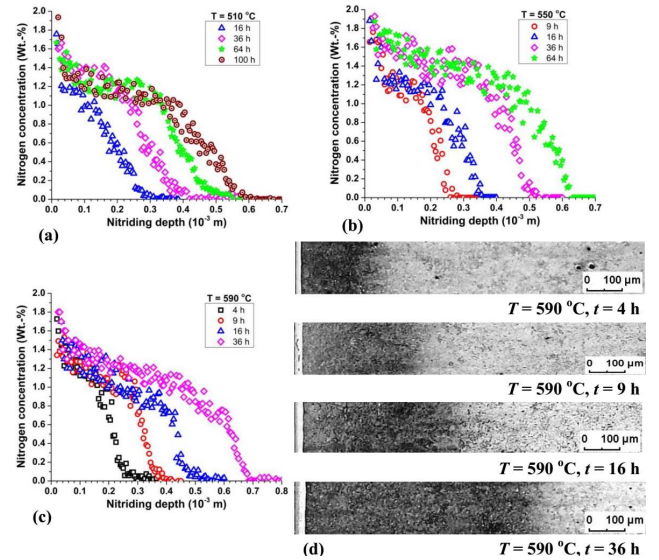 T = 510 °C
16 h
36 h
64 h
100 h
Nitrogen concentration (Wt.-%)
2.0
1.8
1.6
1.4
1.2
1.0
0.8
0.6
0.4
0.2
0.0
0.0 0.1 0.2 0.3 0.4 0.5 0.6 0.7
Nitriding depth (10⁻³ m)
(a)
T = 550 °C
9 h
16 h
36 h
64 h
Nitrogen concentration (Wt.-%)
2.0
1.8
1.6
1.4
1.2
1.0
0.8
0.6
0.4
0.2
0.0
0.0 0.1 0.2 0.3 0.4 0.5 0.6 0.7
Nitriding depth (10⁻³ m)
(b)
T = 590 °C
4 h
9 h
16 h
36 h
Nitrogen concentration (Wt.-%)
2.0
1.8
1.6
1.4
1.2
1.0
0.8
0.6
0.4
0.2
0.0
0.0 0.1 0.2 0.3 0.4 0.5 0.6 0.7 0.8
Nitriding depth (10⁻³ m)
(c)
0 100 µm
T = 590 °C, t = 4 h
0 100 µm
T = 590 °C, t = 9 h
0 100 µm
T = 590 °C, t = 16 h
0 100 µm
T = 590 °C, t = 36 h
(d)